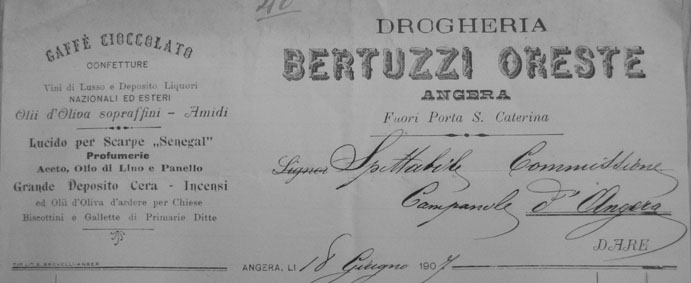 40
CAFFÈ CIOCCOLATO
CONFETTURE
Vini di Lusso e Deposito Liquori
NAZIONALI ED ESTERI
Olii d'Oliva sopraffini - Amidi
Lucido per Scarpe „Senegal"
Profumerie
Aceto, Olio di Lino e Panello
Grande Deposito Cera - Incensi
ed Olii d'Oliva d'ardere per Chiese
Biscottini e Gallette di Primarie Ditte
DROGHERIA
BERTUZZI ORESTE
ANGERA
Fuori Porta S. Caterina
Signor Spettabile Commissione
Campanile d'Angera
DARE
ANGERA, LI 18 Giugno 1907